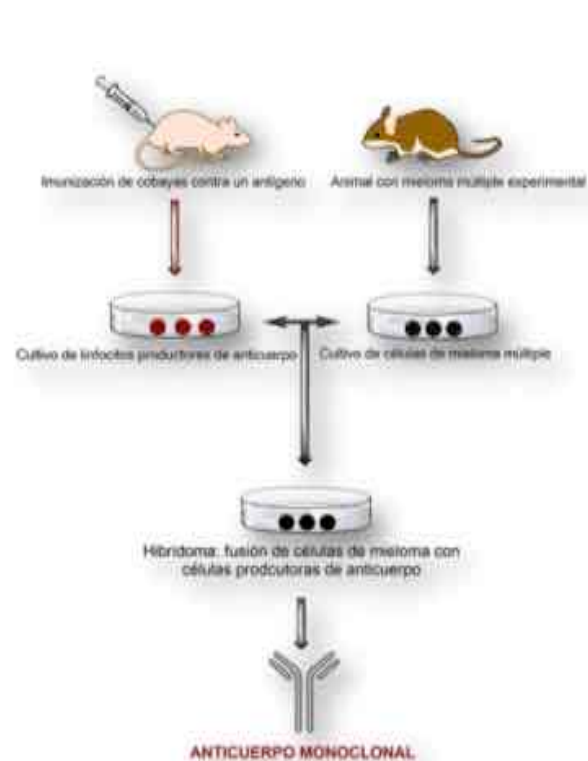 Imunización de cobayas contra un antígeno
Animal con mieloma múltiple experimental
Cultivo de linfocitos productores de anticuerpo
Cultivo de células de mieloma múltiple
Hibridoma: fusión de células de mieloma con
células prodcutoras de anticuerpo
ANTICUERPO MONOCLONAL